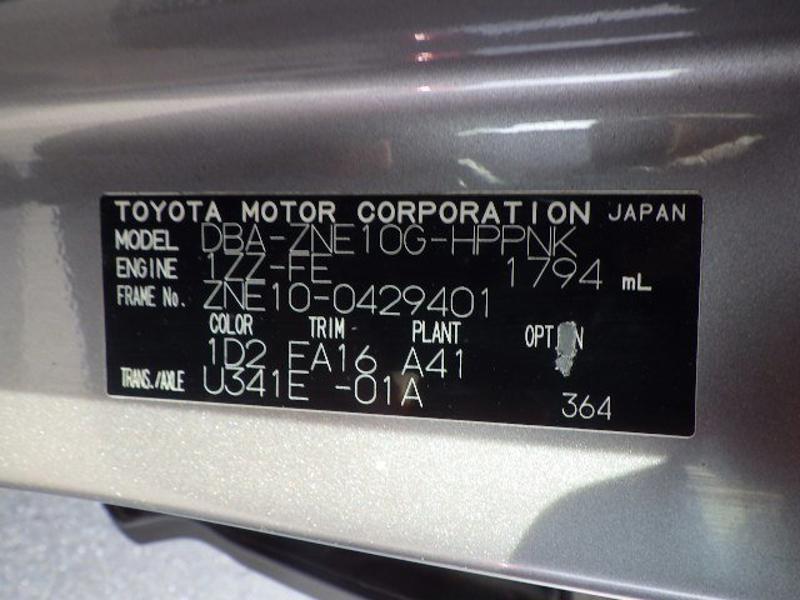 TOYOTA MOTOR CORPORATION JAPAN
MODEL DBA-ZNE10G-HPPNK
ENGINE 1ZZ-FE 1794 mL
FRAME No. ZNE10-0429401
COLOR TRIM PLANT OPTION
1D2 EA16 A41
TRANS./AXLE U341E -01A
364